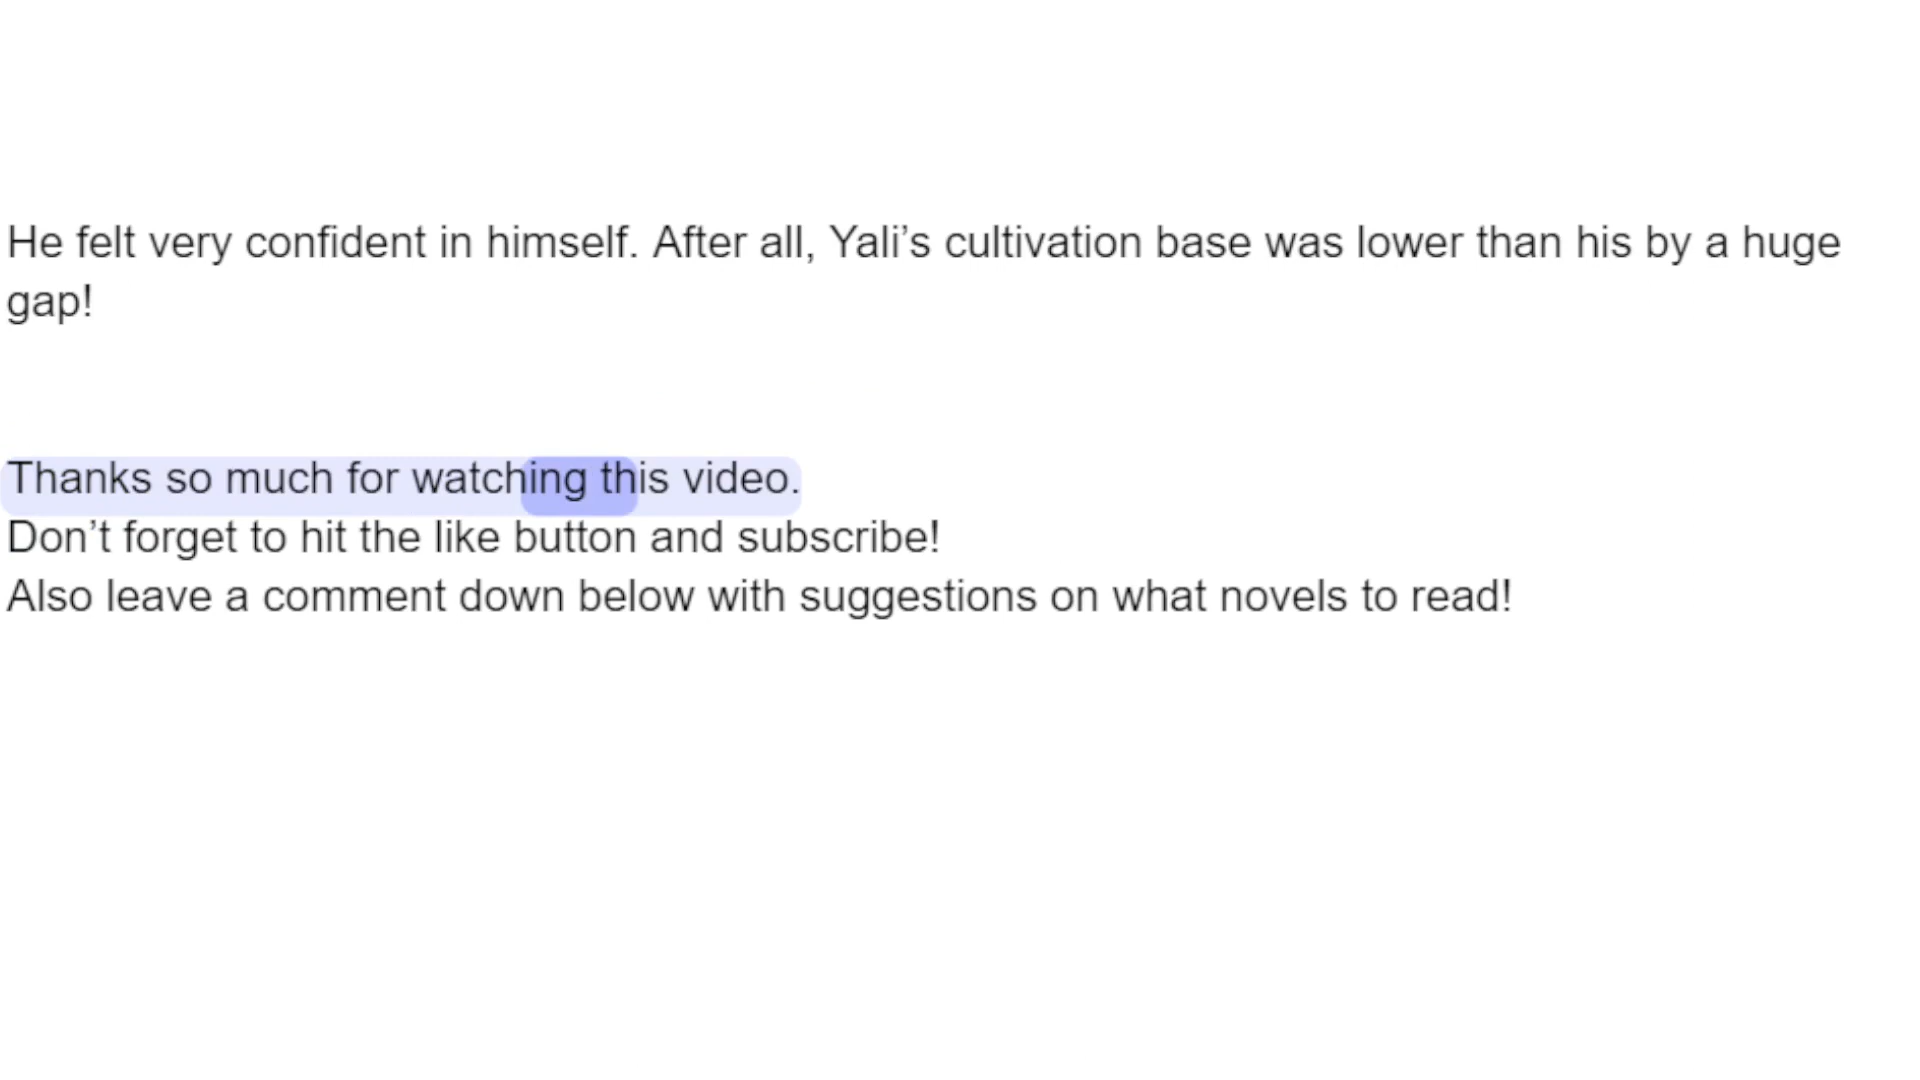 He felt very confident in himself. After all, Yali’s cultivation base was lower than his by a huge
gap!
Thanks so much for watching this video.
Don’t forget to hit the like button and subscribe!
Also leave a comment down below with suggestions on what novels to read!